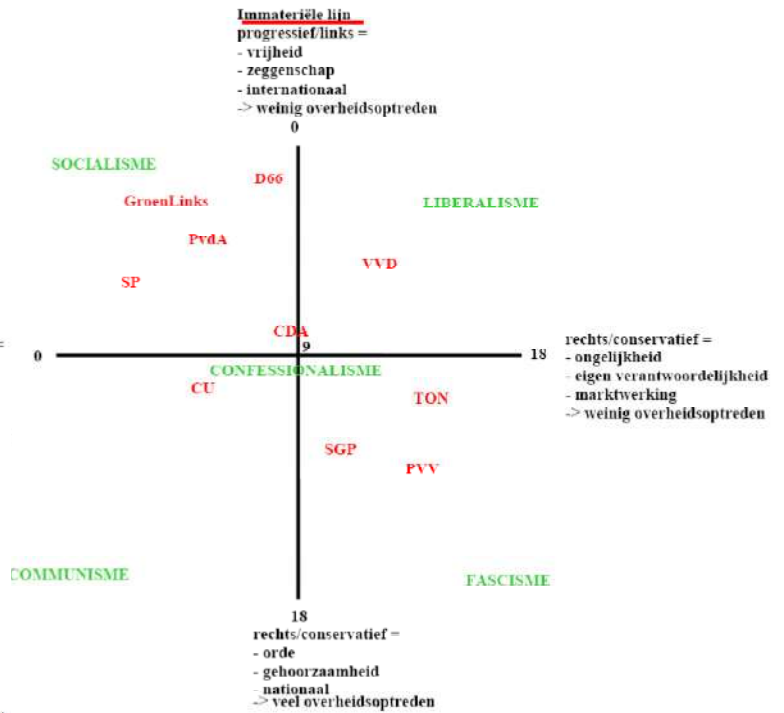 Immateriële lijn
progressief/links =
- vrijheid
- zeggenschap
- internationaal
-> weinig overheidsoptreden
0
SOCIALISME
D66
GroenLinks
LIBERALISME
PvdA
VVD
SP
CDA
9
=
0
18
rechts/conservatief =
- ongelijkheid
- eigen verantwoordelijkheid
- marktwerking
-> weinig overheidsoptreden
CONFESSIONALISME
CU
TON
SGP
PVV
COMMUNISME
FASCISME
18
rechts/conservatief =
- orde
- gehoorzaamheid
- nationaal
-> veel overheidsoptreden